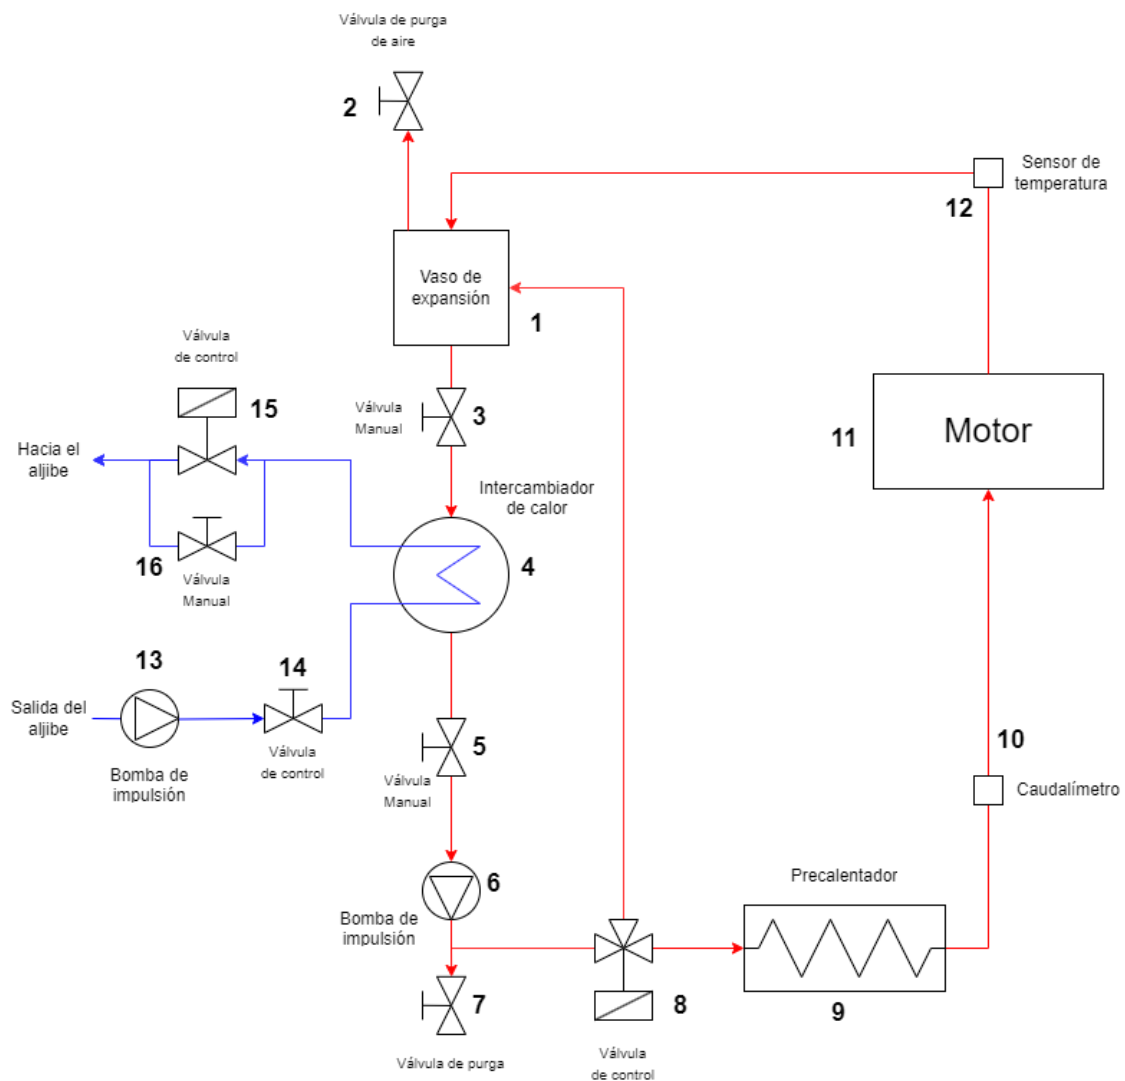 Válvula de purga
de aire
2
Sensor de
temperatura
12
Vaso de
expansión
1
Válvula
de control
15
Válvula
Manual
3
11
Motor
Hacia el
aljibe
Intercambiador
de calor
4
16
Válvula
Manual
13
14
Salida del
aljibe
Bomba de
impulsión
Válvula
de control
5
Válvula
Manual
10
Caudalímetro
6
Bomba de
impulsión
Precalentador
7
8
9
Válvula de purga
Válvula
de control